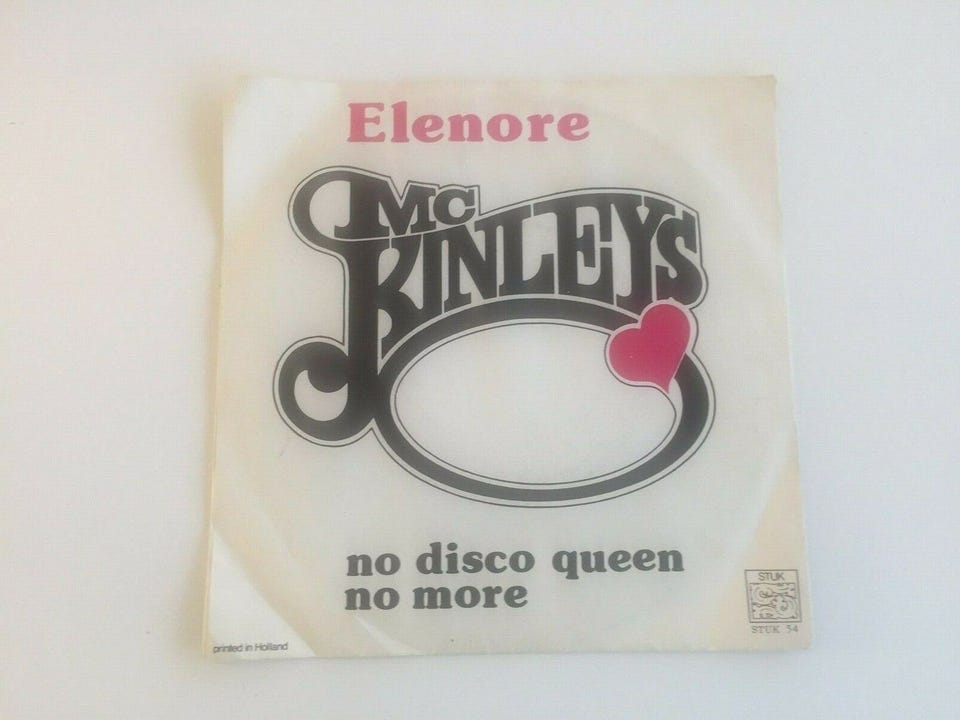 Elenore
Mc
KINLEYS
no disco queen
no more
STUK
STUK 54
printed in Holland